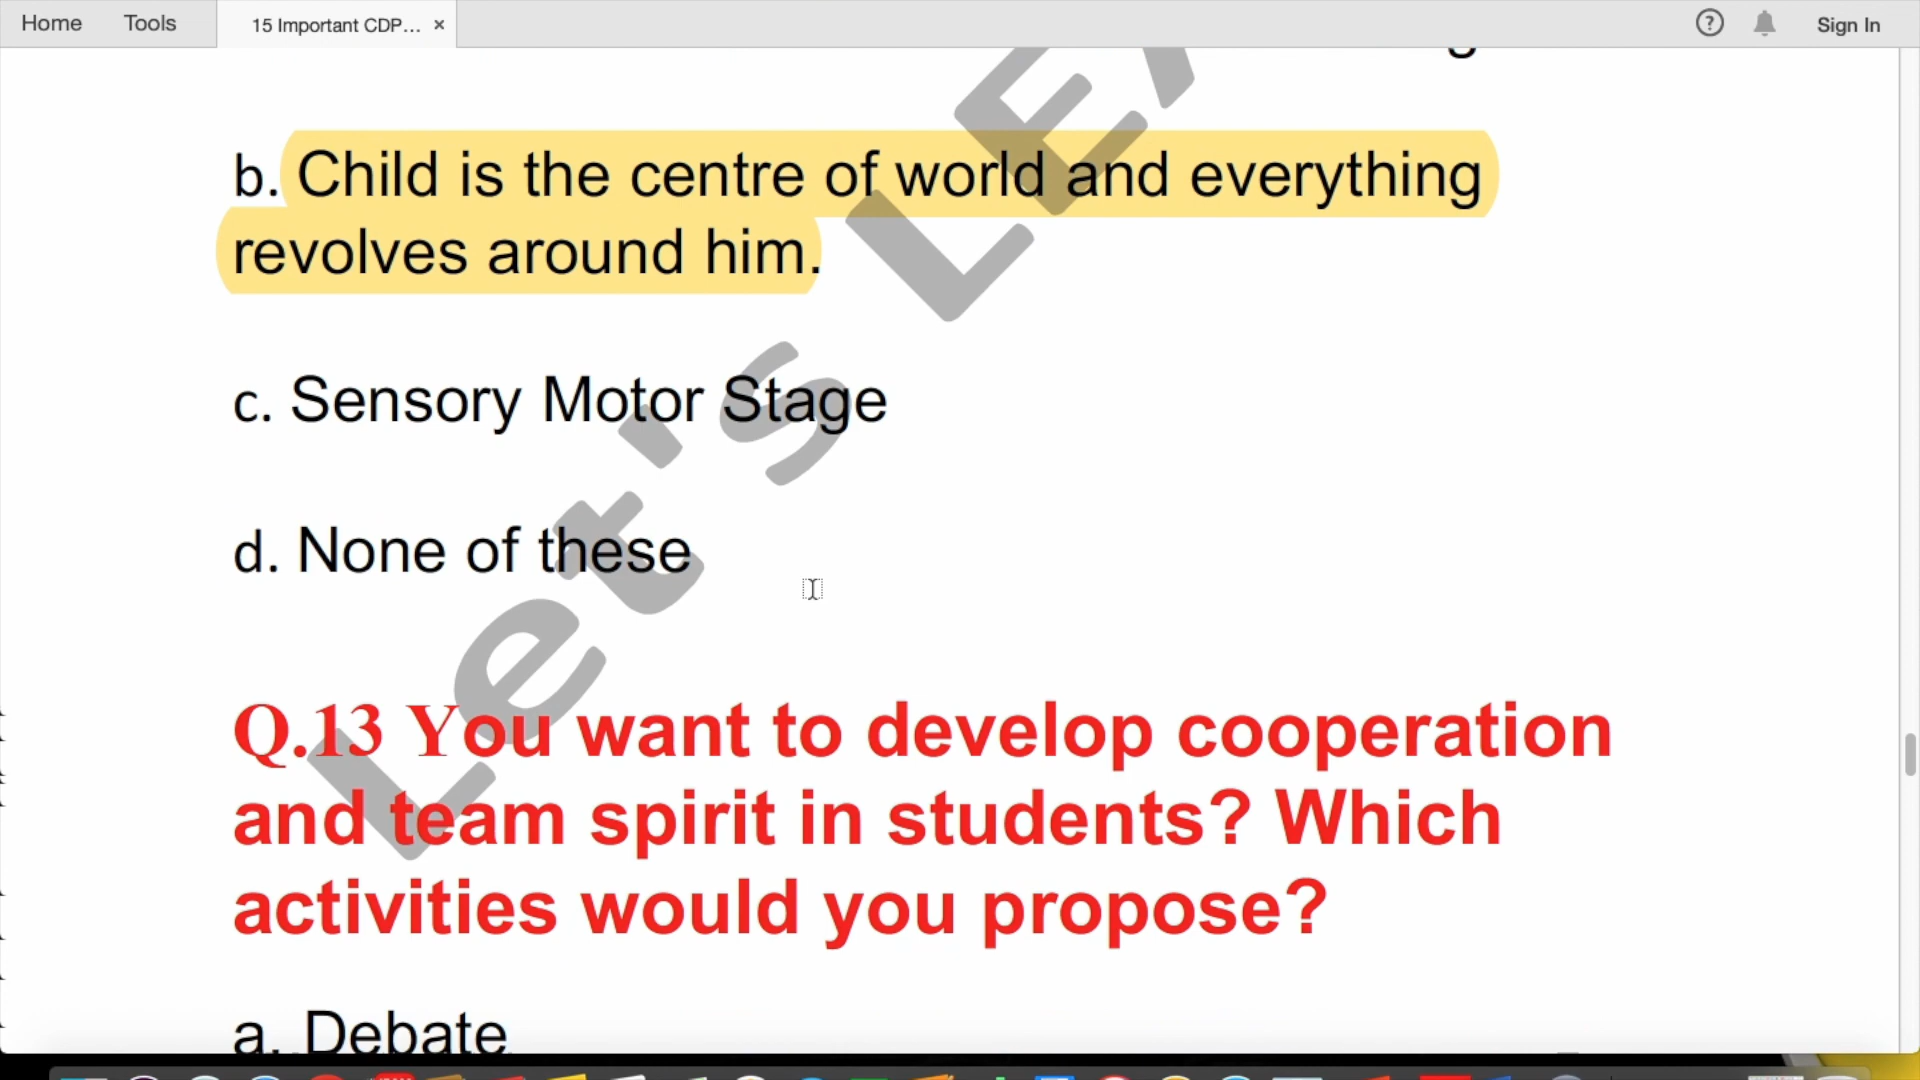 Home Tools 15 Important CDP... × ? Sign In
b. Child is the centre of world and everything
revolves around him.
c. Sensory Motor Stage
d. None of these
Q.13 You want to develop cooperation
and team spirit in students? Which
activities would you propose?
a. Debate
Let's LE